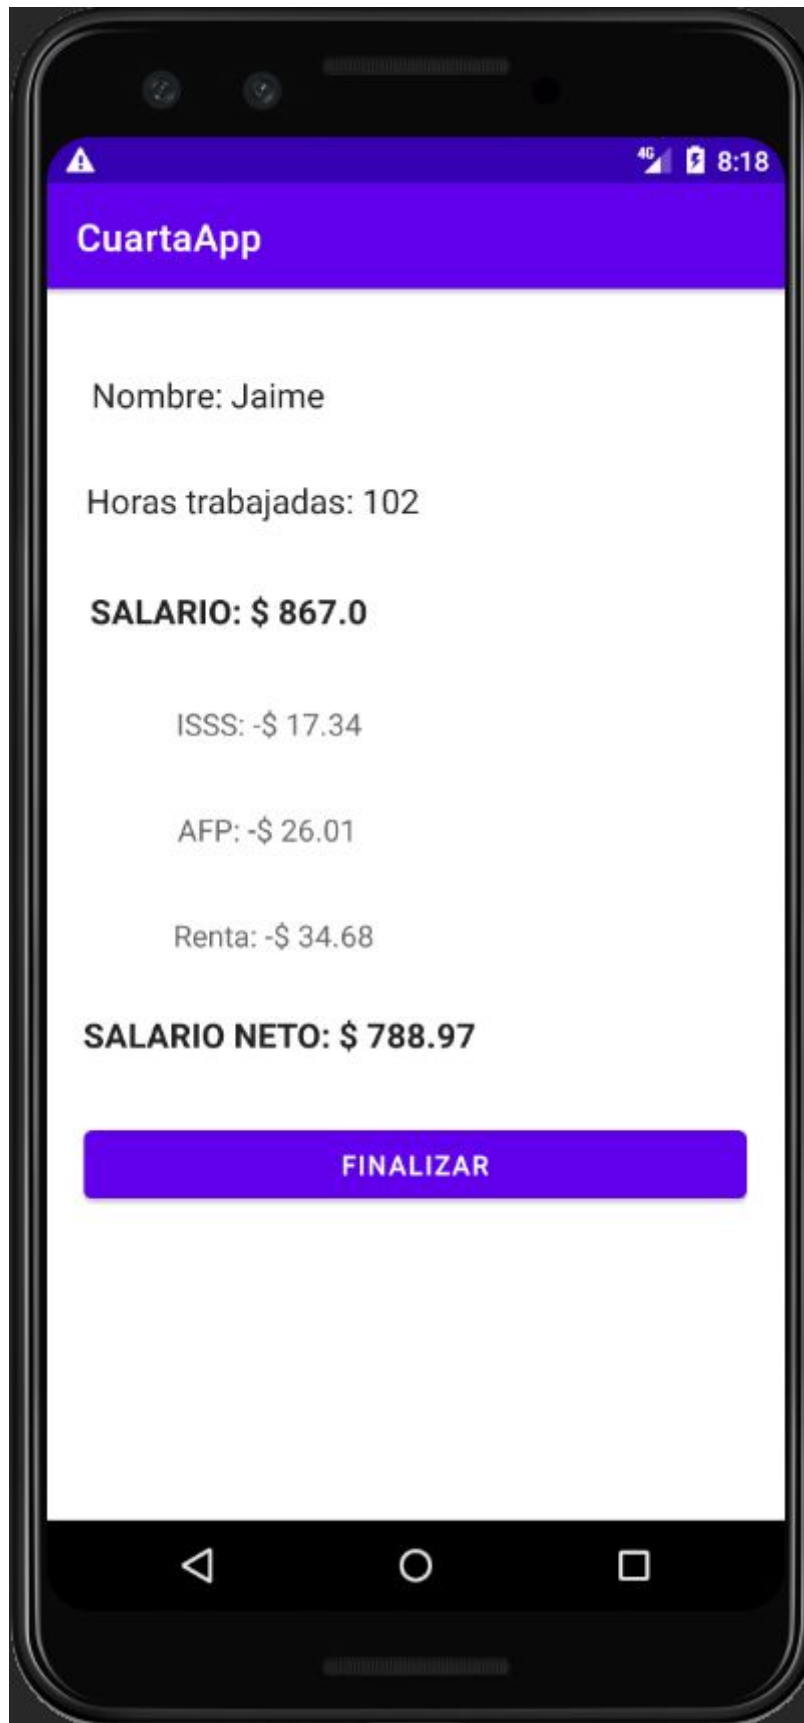 4G 8:18
CuartaApp
Nombre: Jaime
Horas trabajadas: 102
SALARIO: $ 867.0
ISSS: -$ 17.34
AFP: -$ 26.01
Renta: -$ 34.68
SALARIO NETO: $ 788.97
FINALIZAR